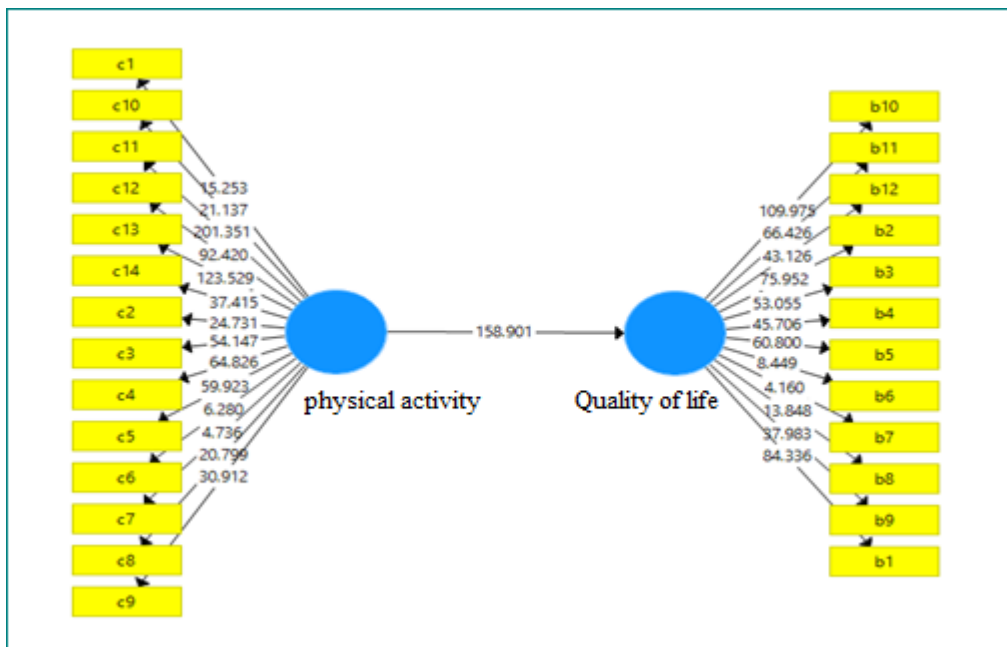 c1
c10
c11
c12
c13
c14
c2
c3
c4
c5
c6
c7
c8
c9
15.253
21.137
201.351
92.420
123.529
37.415
24.731
54.147
64.826
59.923
6.280
4.736
20.799
30.912
physical activity
158.901
Quality of life
109.975
66.426
43.126
75.952
53.055
45.706
60.800
8.449
4.160
13.848
37.983
84.336
b10
b11
b12
b2
b3
b4
b5
b6
b7
b8
b9
b1